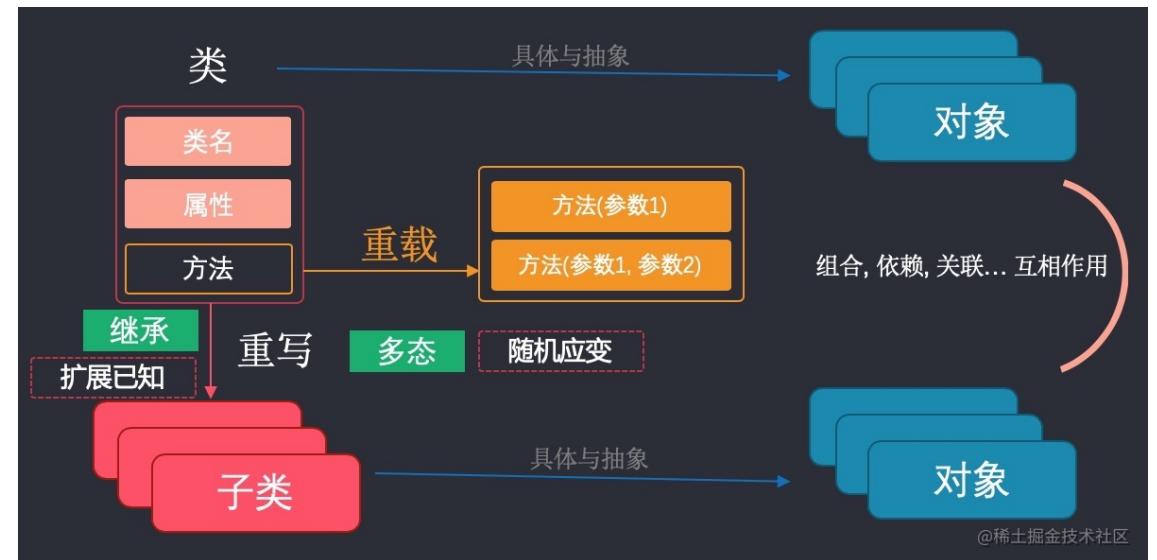 类
具体与抽象
对象
类名
属性
方法
重载
方法(参数1)
方法(参数1, 参数2)
组合, 依赖, 关联... 互相作用
继承
扩展已知
重写
多态
随机应变
子类
具体与抽象
对象
@稀土掘金技术社区